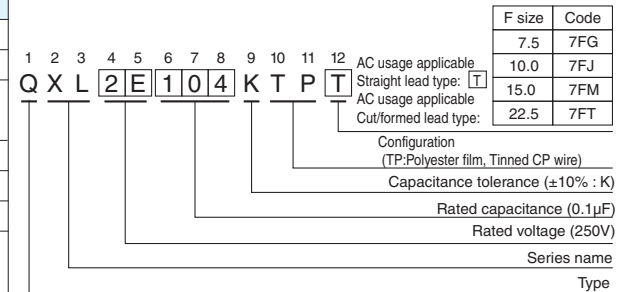 F size Code
7.5 7FG
10.0 7FJ
15.0 7FM
22.5 7FT
1 2 3 4 5 6 7 8 9 10 11 12
Q X L 2 E 1 0 4 K T P T
AC usage applicable
Straight lead type: T
AC usage applicable
Cut/formed lead type:
Configuration
(TP:Polyester film, Tinned CP wire)
Capacitance tolerance (±10% : K)
Rated capacitance (0.1µF)
Rated voltage (250V)
Series name
Type